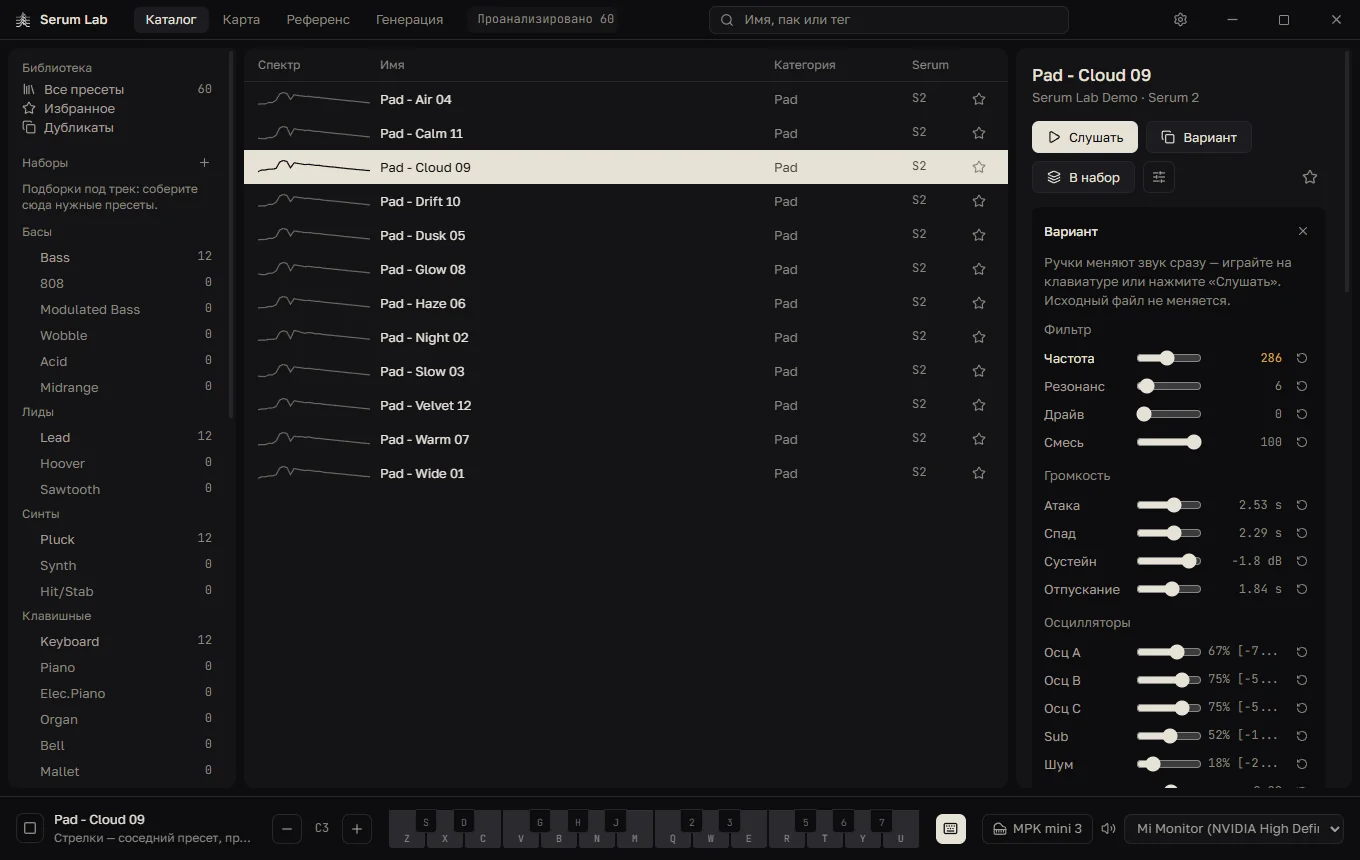 Serum Lab
Каталог Карта Референс Генерация Проанализировано 60 Имя, пак или тег
Библиотека
Все пресеты 60
Избранное
Дубликаты
Наборы
Подборки под трек: соберите
сюда нужные пресеты.
Басы
Bass 12
808 0
Modulated Bass 0
Wobble 0
Acid 0
Midrange 0
Лиды
Lead 12
Hoover 0
Sawtooth 0
Синты
Pluck 12
Synth 0
Hit/Stab 0
Клавишные
Keyboard 12
Piano 0
Elec.Piano 0
Organ 0
Bell 0
Mallet 0
Спектр Имя Категория Serum
Pad - Air 04 Pad S2
Pad - Calm 11 Pad S2
Pad - Cloud 09 Pad S2
Pad - Drift 10 Pad S2
Pad - Dusk 05 Pad S2
Pad - Glow 08 Pad S2
Pad - Haze 06 Pad S2
Pad - Night 02 Pad S2
Pad - Slow 03 Pad S2
Pad - Velvet 12 Pad S2
Pad - Warm 07 Pad S2
Pad - Wide 01 Pad S2
Pad - Cloud 09
Serum Lab Demo · Serum 2
Слушать Вариант
В набор
Вариант
Ручки меняют звук сразу — играйте на
клавиатуре или нажмите «Слушать».
Исходный файл не меняется.
Фильтр
Частота 286
Резонанс 6
Драйв 0
Смесь 100
Громкость
Атака 2.53 s
Спад 2.29 s
Сустейн -1.8 dB
Отпускание 1.84 s
Осцилляторы
Осц A 67% [-7...
Осц B 75% [-5...
Осц C 75% [-5...
Sub 52% [-1...
Шум 18% [-2...
Pad - Cloud 09
Стрелки — соседний пресет, пр...
C3
S D G H J 2 3 5 6 7
Z X C V B N M Q W E R T Y U
MPK mini 3
Mi Monitor (NVIDIA High Defin